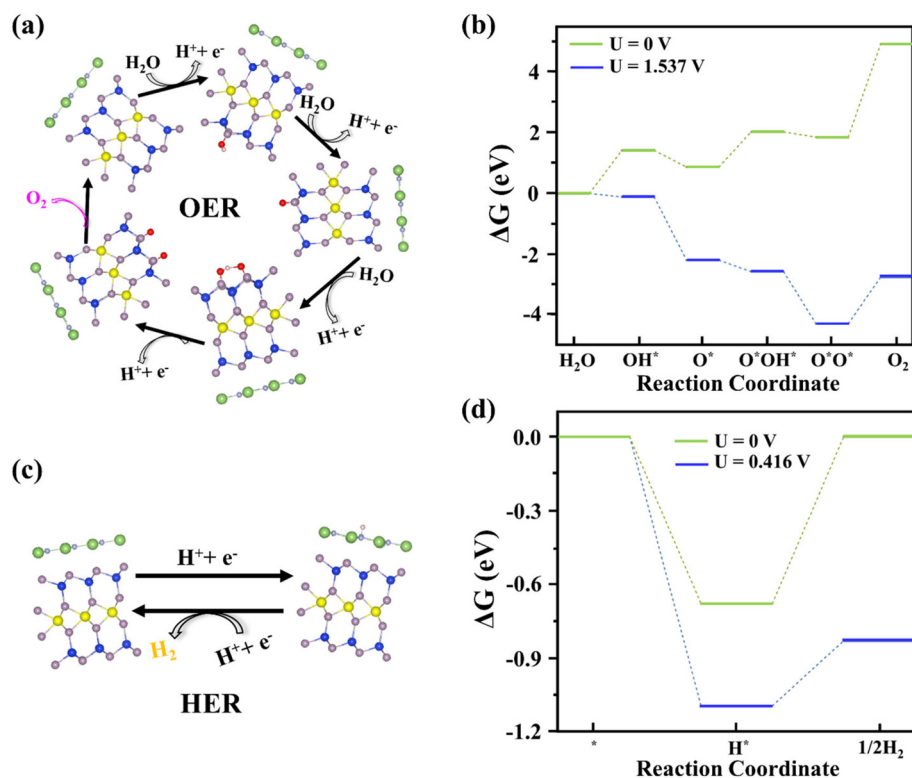 (a)
H₂O
H⁺+ e⁻
H₂O
H⁺+ e⁻
O₂
OER
H₂O
H⁺+ e⁻
H⁺+ e⁻
(b)
U = 0 V
U = 1.537 V
4
2
0
-2
-4
ΔG (eV)
H₂O OH* O* O*OH* O*O* O₂
Reaction Coordinate
(c)
H⁺+ e⁻
H₂
H⁺+ e⁻
HER
(d)
U = 0 V
U = 0.416 V
0.0
-0.3
-0.6
-0.9
-1.2
ΔG (eV)
* H* 1/2H₂
Reaction Coordinate